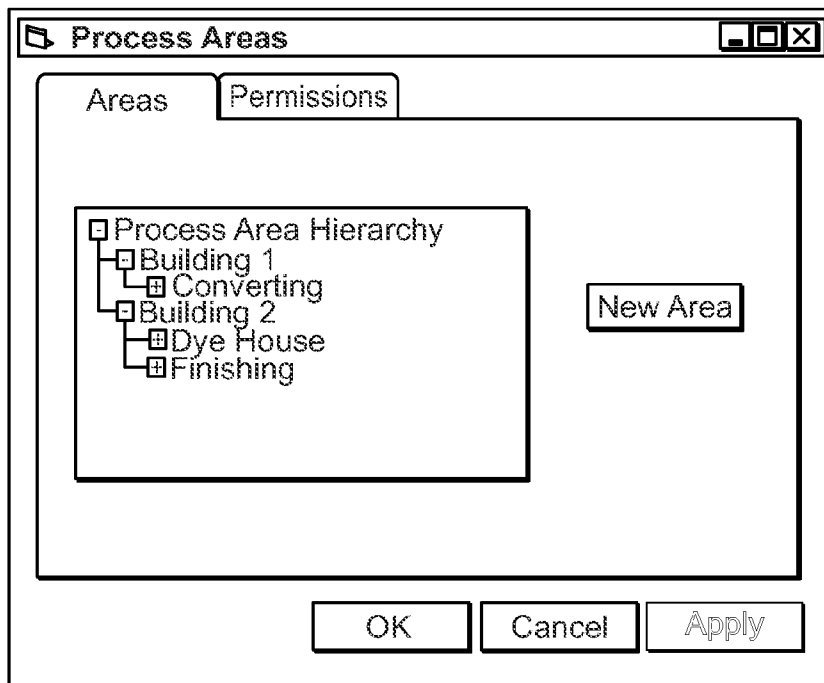 Process Areas
Areas
Permissions
Process Area Hierarchy
Building 1
Converting
Building 2
Dye House
Finishing
New Area
OK
Cancel
Apply